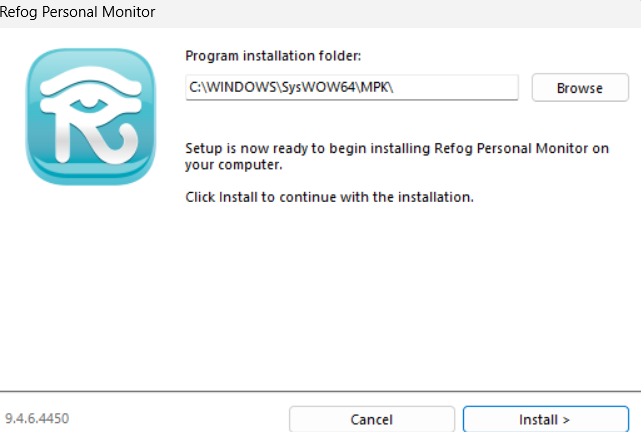 Refog Personal Monitor
Program installation folder:
C:\WINDOWS\SysWOW64\MPK\
Browse
Setup is now ready to begin installing Refog Personal Monitor on
your computer.
Click Install to continue with the installation.
9.4.6.4450
Cancel
Install >